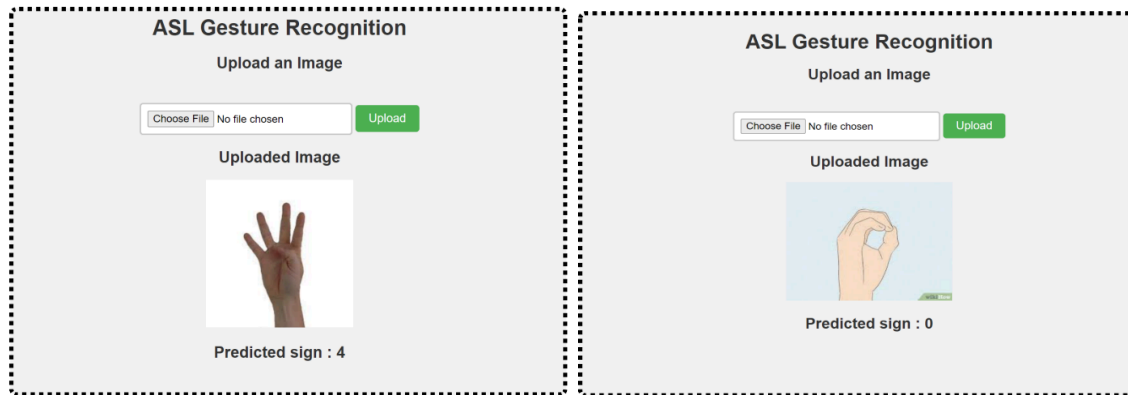 ASL Gesture Recognition
Upload an Image
Choose File No file chosen Upload
Uploaded Image
Predicted sign : 4
ASL Gesture Recognition
Upload an Image
Choose File No file chosen Upload
Uploaded Image
wikiHow
Predicted sign : 0